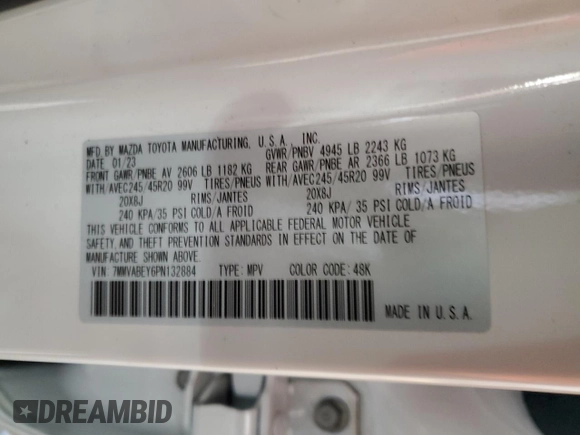 MFD BY MAZDA TOYOTA MANUFACTURING, U.S.A., INC.
DATE 01/23 GVWR/PNBV 4945 LB 2243 KG
FRONT GAWR/PNBE AV 2606 LB 1182 KG REAR GAWR/PNBE AR 2366 LB 1073 KG
WITH/AVEC245/45R20 99V TIRES/PNEUS WITH/AVEC245/45R20 99V TIRES/PNEUS
20X8J RIMS/JANTES 20X8J RIMS/JANTES
240 KPA/35 PSI COLD/A FROID 240 KPA/ 35 PSI COLD/A FROID
THIS VEHICLE CONFORMS TO ALL APPLICABLE FEDERAL MOTOR VEHICLE
SAFETY, AND THEFT PREVENTION STANDARDS IN EFFECT ON THE DATE OF
MANUFACTURE SHOWN ABOVE.
VIN: 7MMVABEY6PN132884 TYPE: MPV COLOR CODE: 48K
MADE IN U.S.A.
DREAMBID